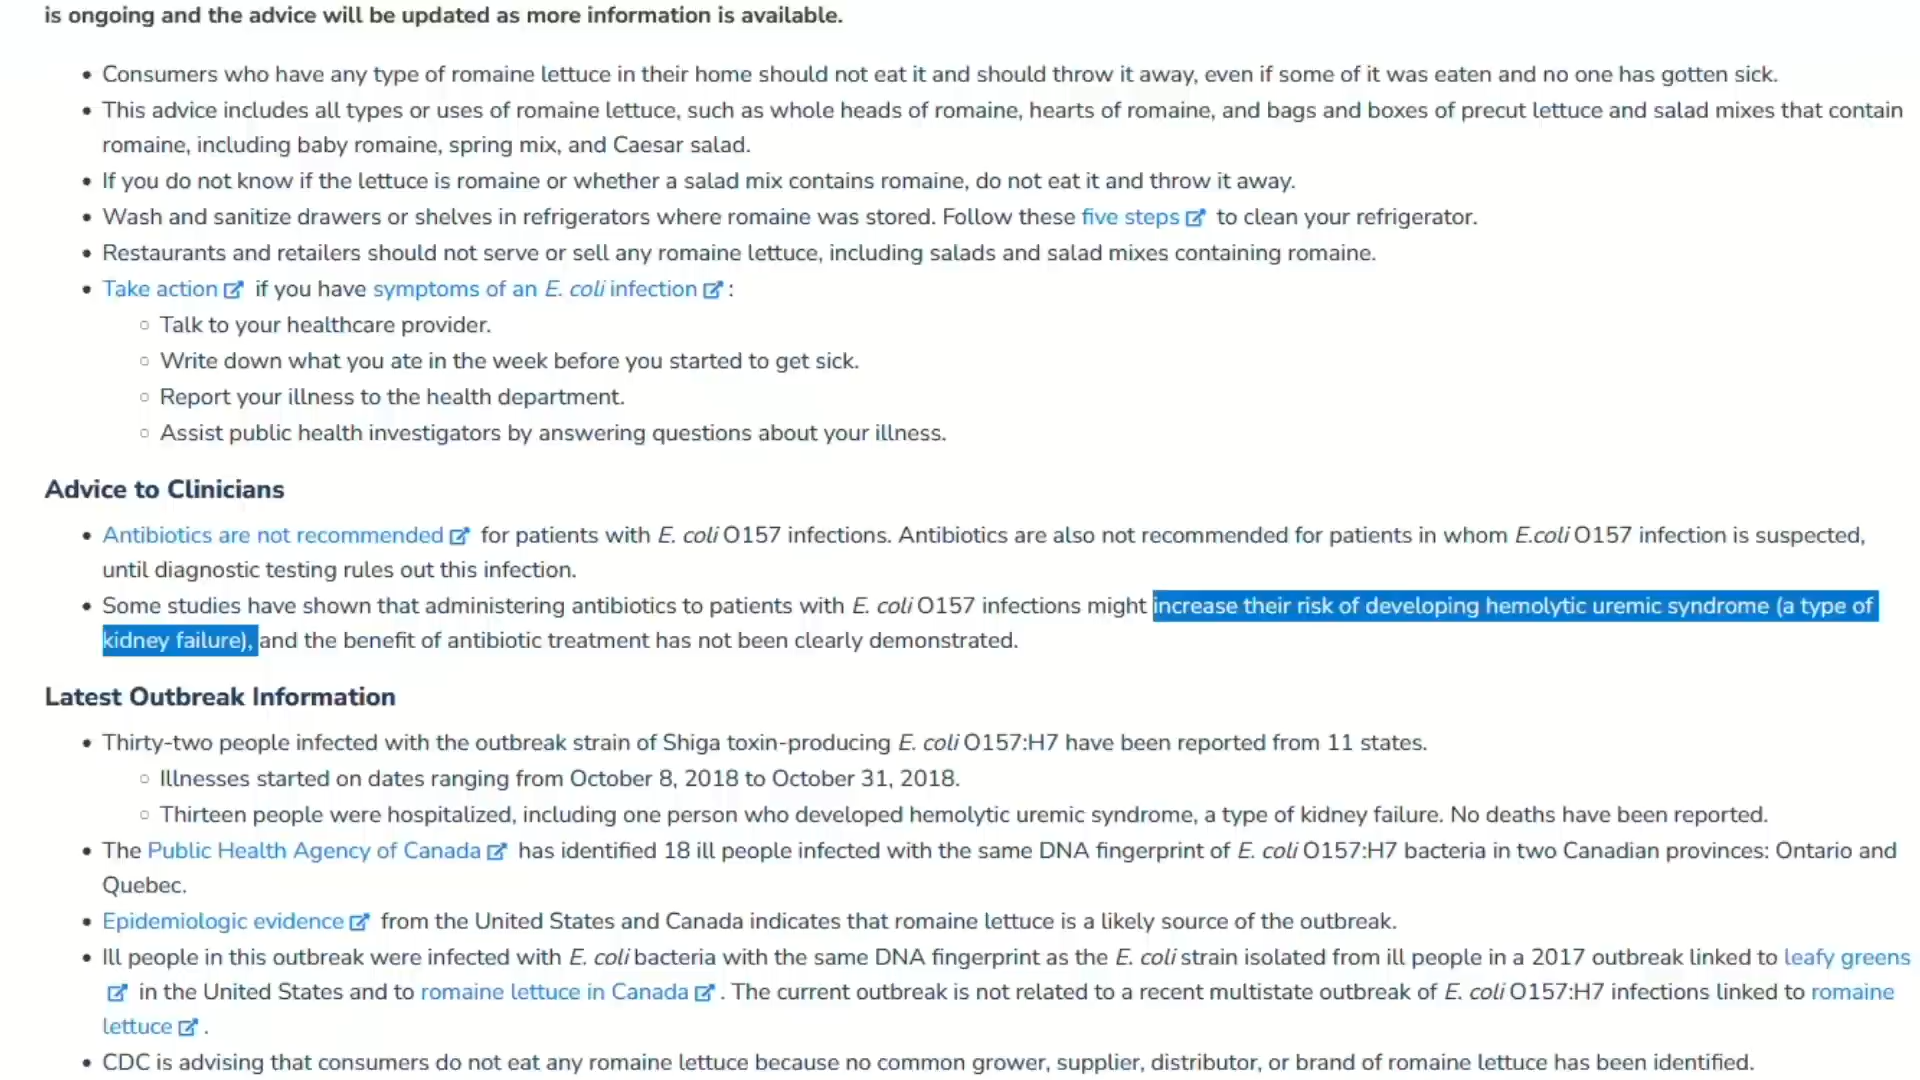 is ongoing and the advice will be updated as more information is available.
• Consumers who have any type of romaine lettuce in their home should not eat it and should throw it away, even if some of it was eaten and no one has gotten sick.
• This advice includes all types or uses of romaine lettuce, such as whole heads of romaine, hearts of romaine, and bags and boxes of precut lettuce and salad mixes that contain
romaine, including baby romaine, spring mix, and Caesar salad.
• If you do not know if the lettuce is romaine or whether a salad mix contains romaine, do not eat it and throw it away.
• Wash and sanitize drawers or shelves in refrigerators where romaine was stored. Follow these five steps to clean your refrigerator.
• Restaurants and retailers should not serve or sell any romaine lettuce, including salads and salad mixes containing romaine.
• Take action if you have symptoms of an E. coli infection :
○ Talk to your healthcare provider.
○ Write down what you ate in the week before you started to get sick.
○ Report your illness to the health department.
○ Assist public health investigators by answering questions about your illness.
Advice to Clinicians
• Antibiotics are not recommended for patients with E. coli O157 infections. Antibiotics are also not recommended for patients in whom E.coli O157 infection is suspected,
until diagnostic testing rules out this infection.
• Some studies have shown that administering antibiotics to patients with E. coli O157 infections might increase their risk of developing hemolytic uremic syndrome (a type of
kidney failure), and the benefit of antibiotic treatment has not been clearly demonstrated.
Latest Outbreak Information
• Thirty-two people infected with the outbreak strain of Shiga toxin-producing E. coli O157:H7 have been reported from 11 states.
○ Illnesses started on dates ranging from October 8, 2018 to October 31, 2018.
○ Thirteen people were hospitalized, including one person who developed hemolytic uremic syndrome, a type of kidney failure. No deaths have been reported.
• The Public Health Agency of Canada has identified 18 ill people infected with the same DNA fingerprint of E. coli O157:H7 bacteria in two Canadian provinces: Ontario and
Quebec.
• Epidemiologic evidence from the United States and Canada indicates that romaine lettuce is a likely source of the outbreak.
• Ill people in this outbreak were infected with E. coli bacteria with the same DNA fingerprint as the E. coli strain isolated from ill people in a 2017 outbreak linked to leafy greens
in the United States and to romaine lettuce in Canada . The current outbreak is not related to a recent multistate outbreak of E. coli O157:H7 infections linked to romaine
lettuce .
• CDC is advising that consumers do not eat any romaine lettuce because no common grower, supplier, distributor, or brand of romaine lettuce has been identified.